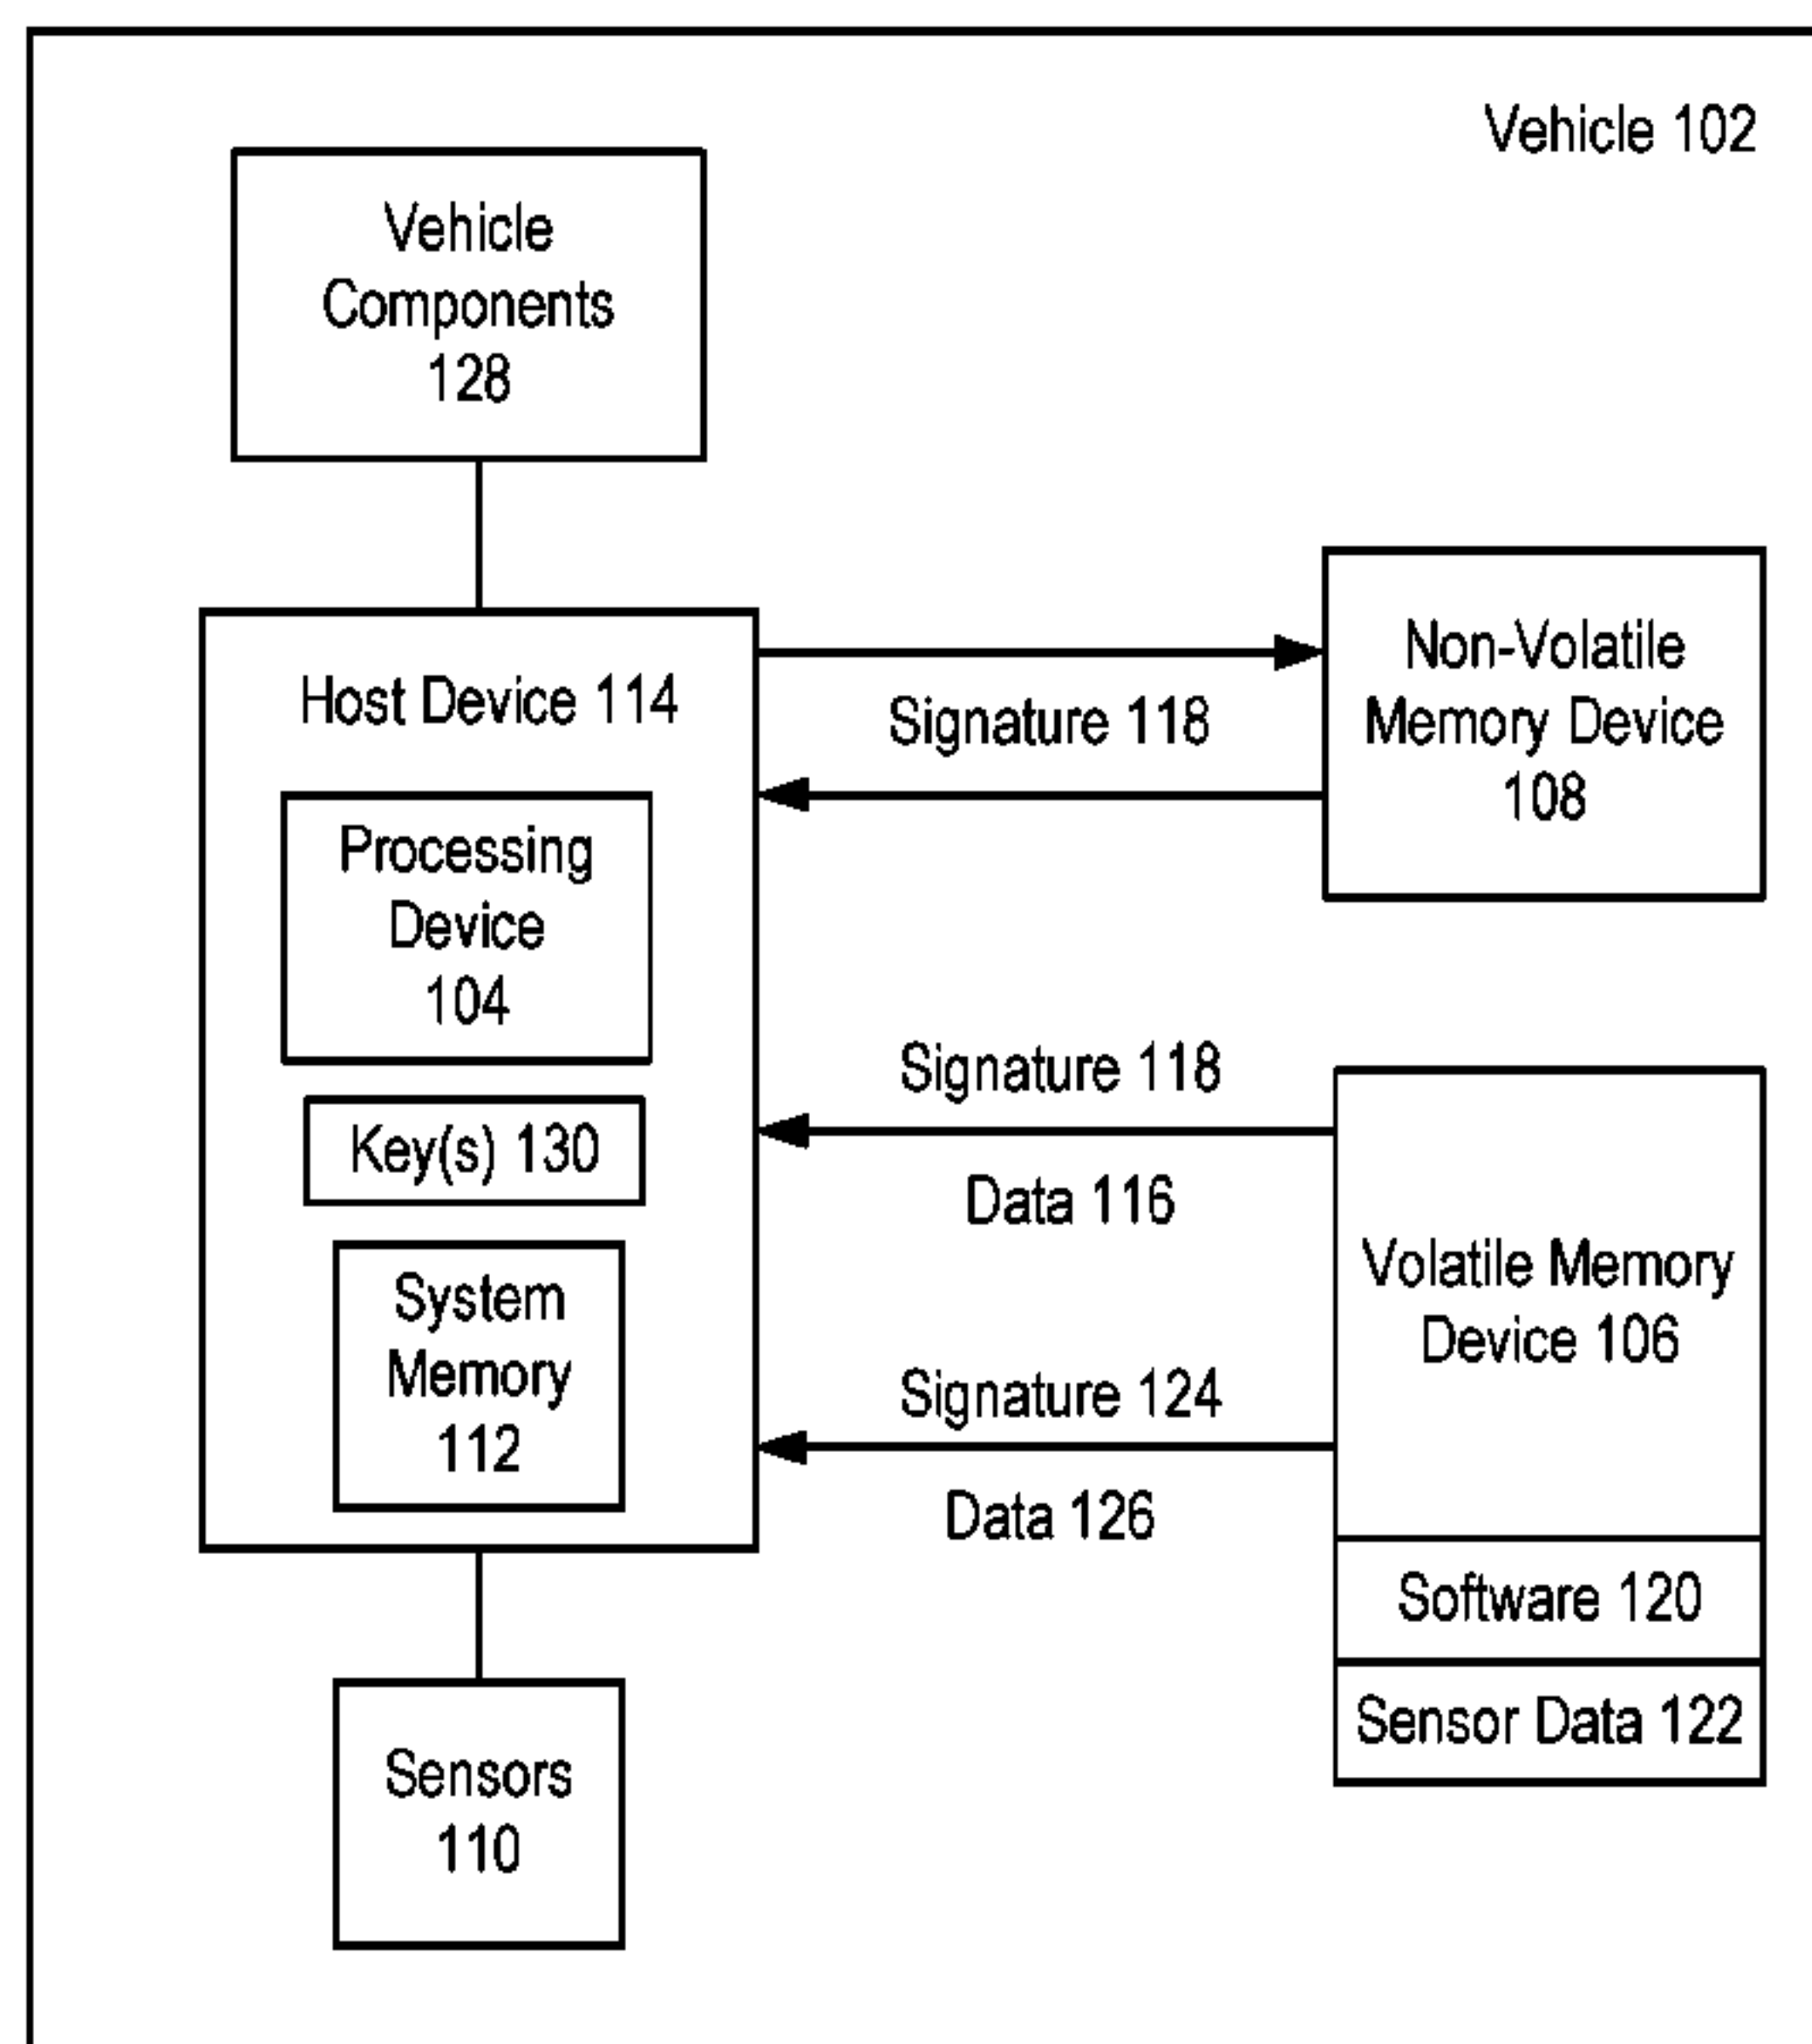 Vehicle 102
Vehicle
Components
128
Host Device 114
Processing
Device
104
Key(s) 130
System
Memory
112
Sensors
110
Signature 118
Non-Volatile
Memory Device
108
Signature 118
Data 116
Signature 124
Data 126
Volatile Memory
Device 106
Software 120
Sensor Data 122